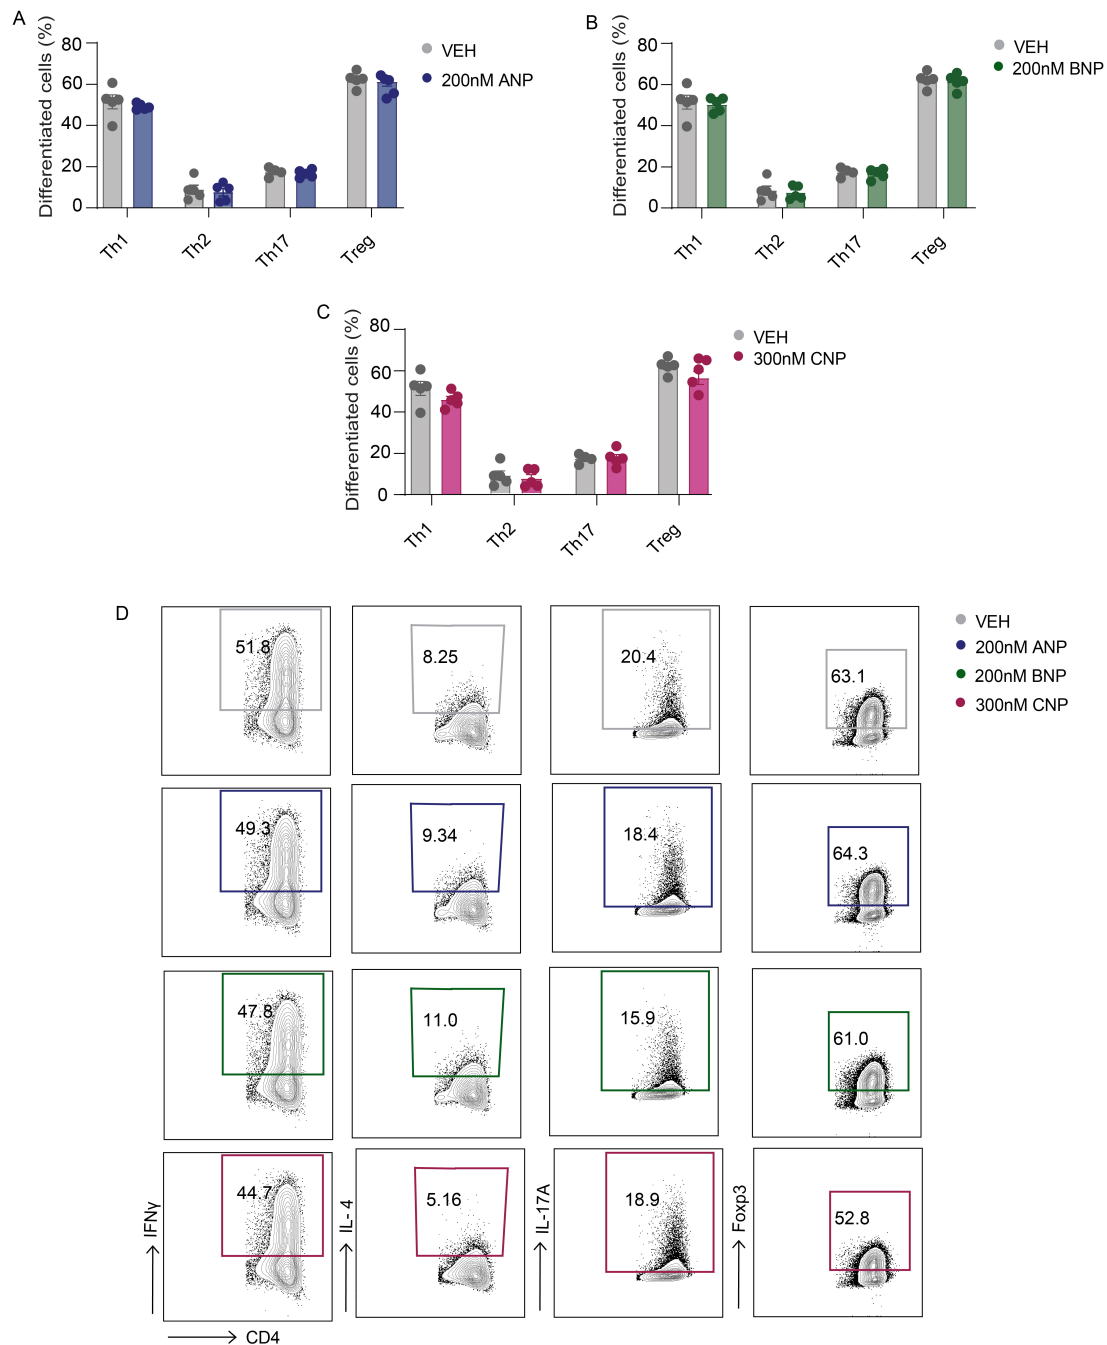 A
Differentiated cells (%)
80
60
40
20
0
Th1
Th2
Th17
Treg
VEH
200nM ANP
B
Differentiated cells (%)
80
60
40
20
0
Th1
Th2
Th17
Treg
VEH
200nM BNP
C
Differentiated cells (%)
80
60
40
20
0
Th1
Th2
Th17
Treg
VEH
300nM CNP
D
51.8
8.25
20.4
63.1
VEH
200nM ANP
200nM BNP
300nM CNP
49.3
9.34
18.4
64.3
47.8
11.0
15.9
61.0
44.7
5.16
18.9
52.8
IFNγ
IL- 4
IL-17A
Foxp3
CD4